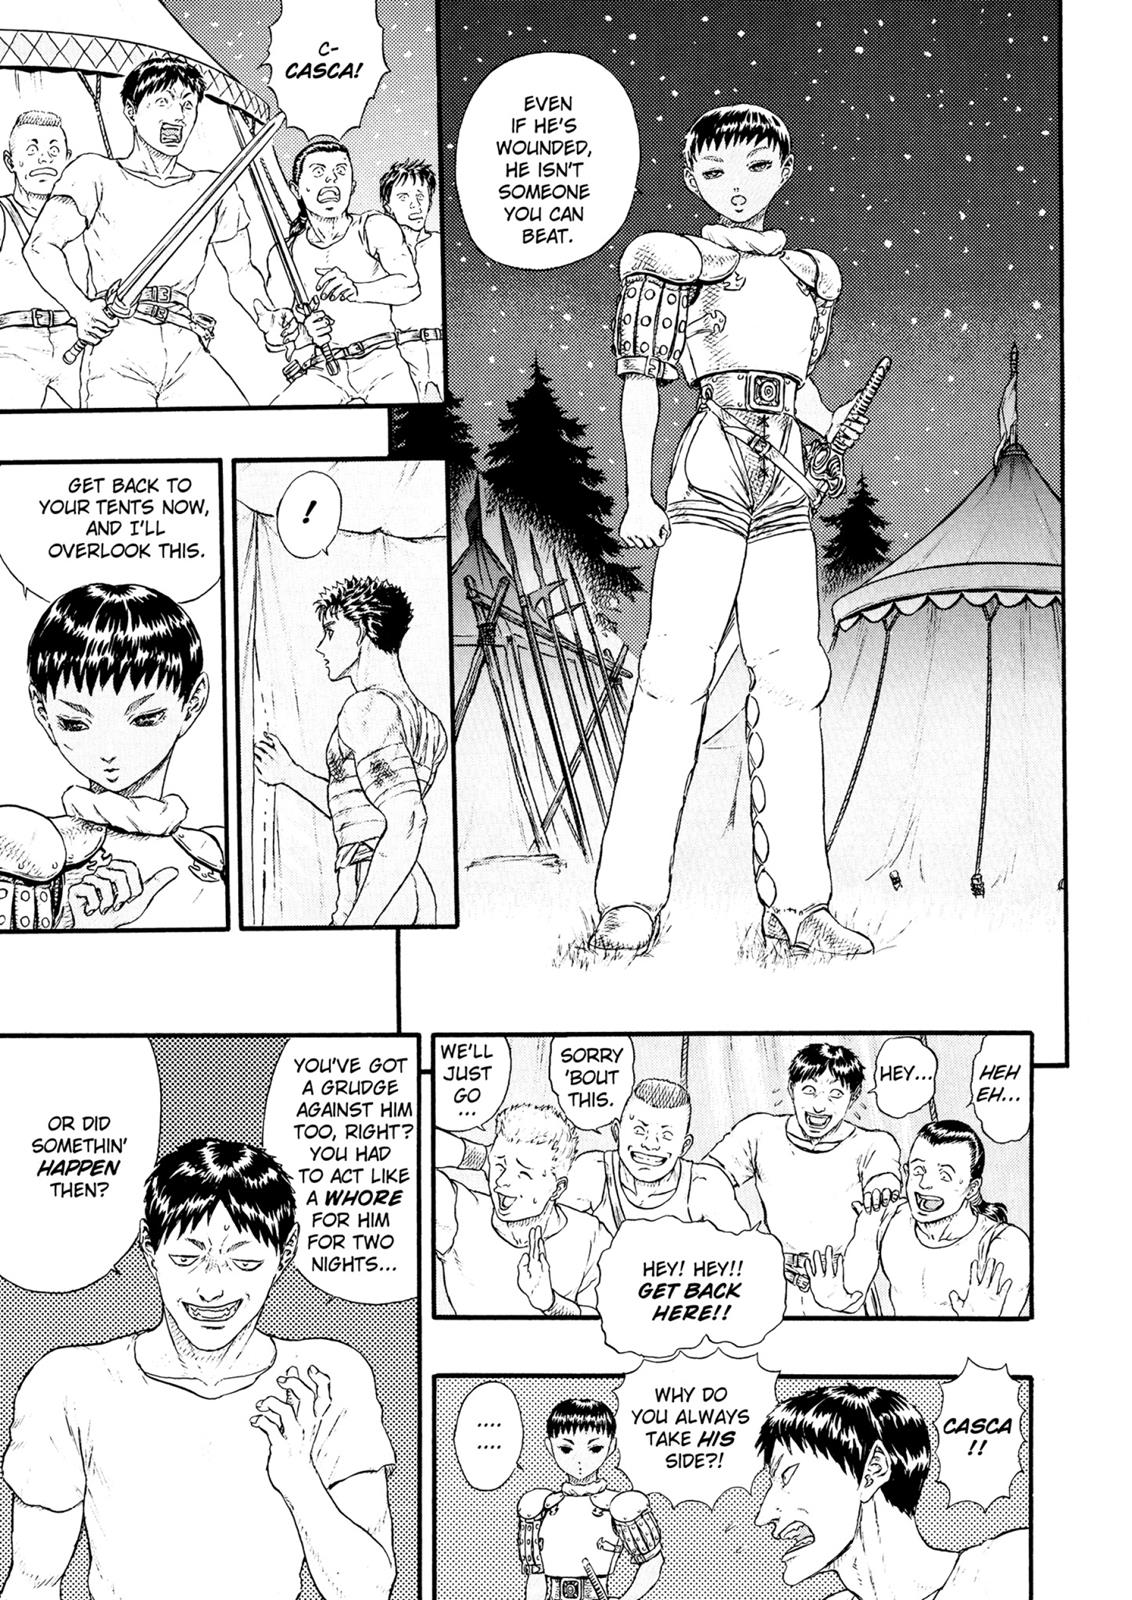 EVEN
IF HE'S
WOUNDED,
HE ISN'T
SOMEONE
YOU CAN
BEAT.
C-
CASCA!
!
GET BACK TO
YOUR TENTS NOW,
AND I'LL
OVERLOOK THIS.
HEH
EH...
HEY...
SORRY
'BOUT
THIS.
WE'LL
JUST
GO
...
HEY! HEY!!
GET BACK
HERE!!
CASCA
!!
WHY DO
YOU ALWAYS
TAKE HIS
SIDE?!
....
....
YOU'VE GOT
A GRUDGE
AGAINST HIM
TOO, RIGHT?
YOU HAD
TO ACT LIKE
A WHORE
FOR HIM
FOR TWO
NIGHTS...
OR DID
SOMETHIN'
HAPPEN
THEN?